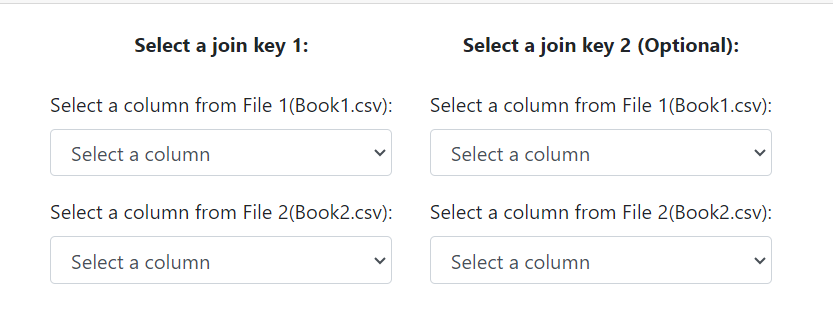 Select a join key 1:
Select a join key 2 (Optional):
Select a column from File 1(Book1.csv):
Select a column from File 1(Book1.csv):
Select a column
Select a column
Select a column from File 2(Book2.csv):
Select a column from File 2(Book2.csv):
Select a column
Select a column